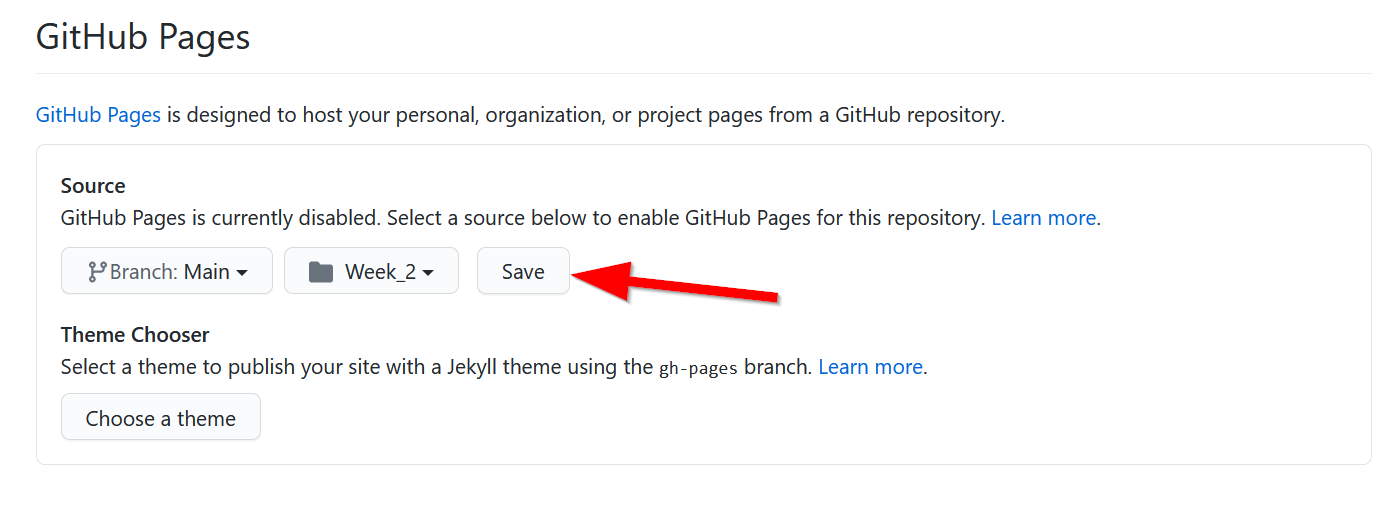 GitHub Pages
GitHub Pages is designed to host your personal, organization, or project pages from a GitHub repository.
Source
GitHub Pages is currently disabled. Select a source below to enable GitHub Pages for this repository. Learn more.
Branch: Main Week_2 Save
Theme Chooser
Select a theme to publish your site with a Jekyll theme using the gh-pages branch. Learn more.
Choose a theme